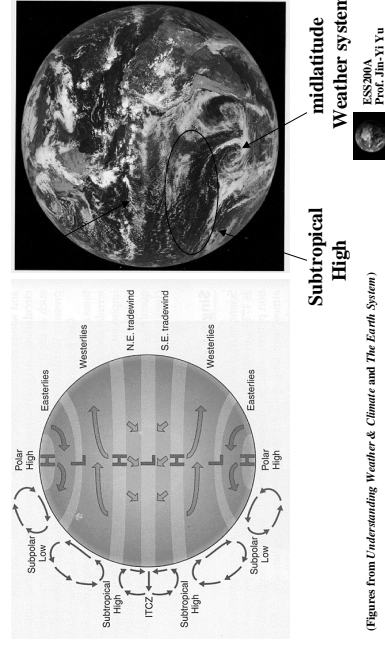 Polar
High
Easterlies
Westerlies
N.E. tradewind
S.E. tradewind
Westerlies
Easterlies
Polar
High
Subpolar
Low
Subtropical
High
ITCZ
Subtropical
High
Subpolar
Low
H
L
H
L
H
L
H
Subtropical
High
midlatitude
Weather system
(Figures from Understanding Weather & Climate and The Earth System)
ESS200A
Prof. Jin-Yi Yu